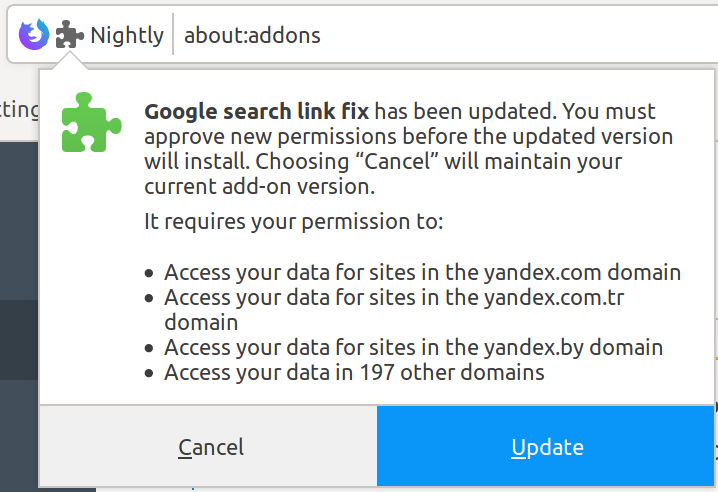 Nightly about:addons
tting
Google search link fix has been updated. You must
approve new permissions before the updated version
will install. Choosing “Cancel” will maintain your
current add-on version.
It requires your permission to:
• Access your data for sites in the yandex.com domain
• Access your data for sites in the yandex.com.tr
domain
• Access your data for sites in the yandex.by domain
• Access your data in 197 other domains
Cancel Update